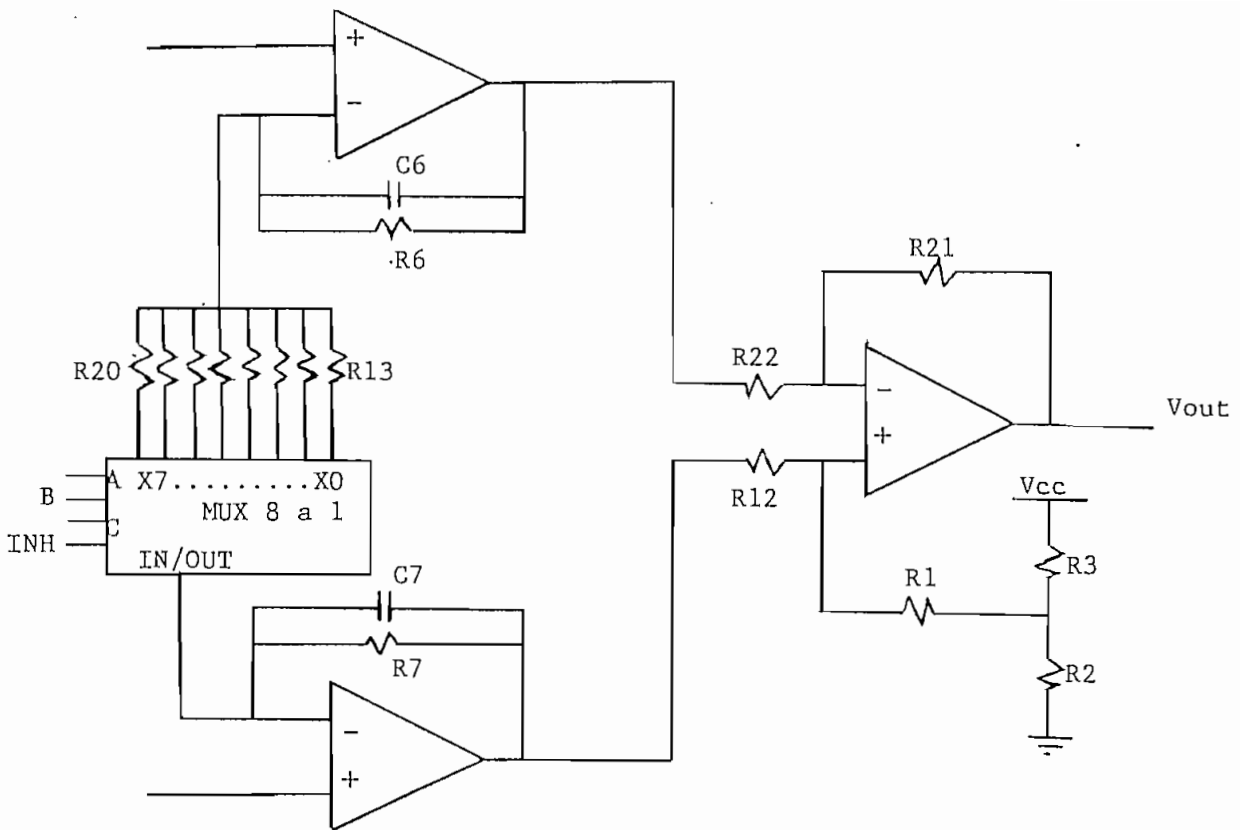 +
−
C6
R6
R21
R20
R13
R22
−
+
Vout
R12
A X7.........X0
B
MUX 8 a 1
C
INH
IN/OUT
Vcc
R3
R1
R2
C7
R7
−
+